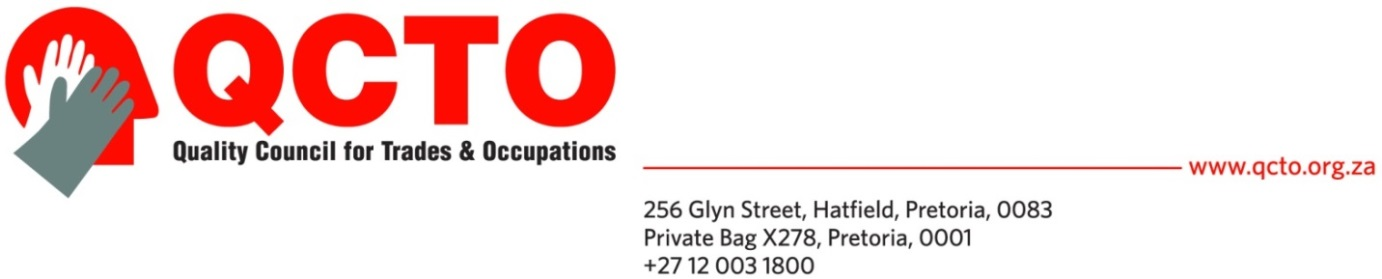 QCTO
Quality Council for Trades & Occupations
www.qcto.org.za
256 Glyn Street, Hatfield, Pretoria, 0083
Private Bag X278, Pretoria, 0001
+27 12 003 1800